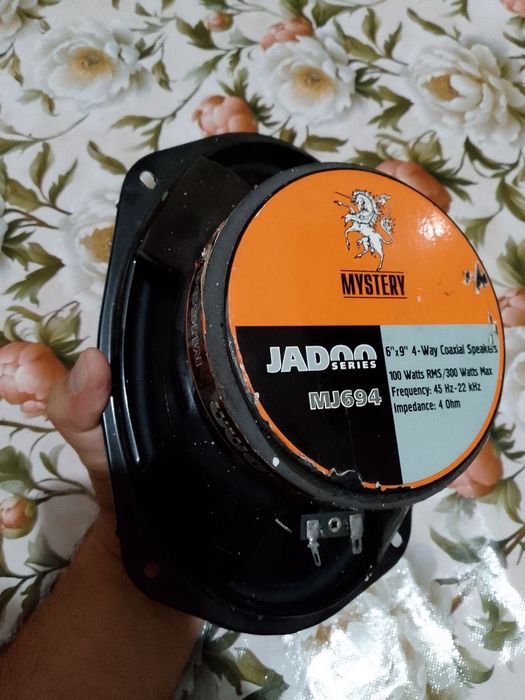 MYSTERY
JADOO
SERIES
MJ694
6"x9" 4-Way Coaxial Speakers
100 Watts RMS/300 Watts Max
Frequency: 45 Hz-22 kHz
Impedance: 4 Ohm